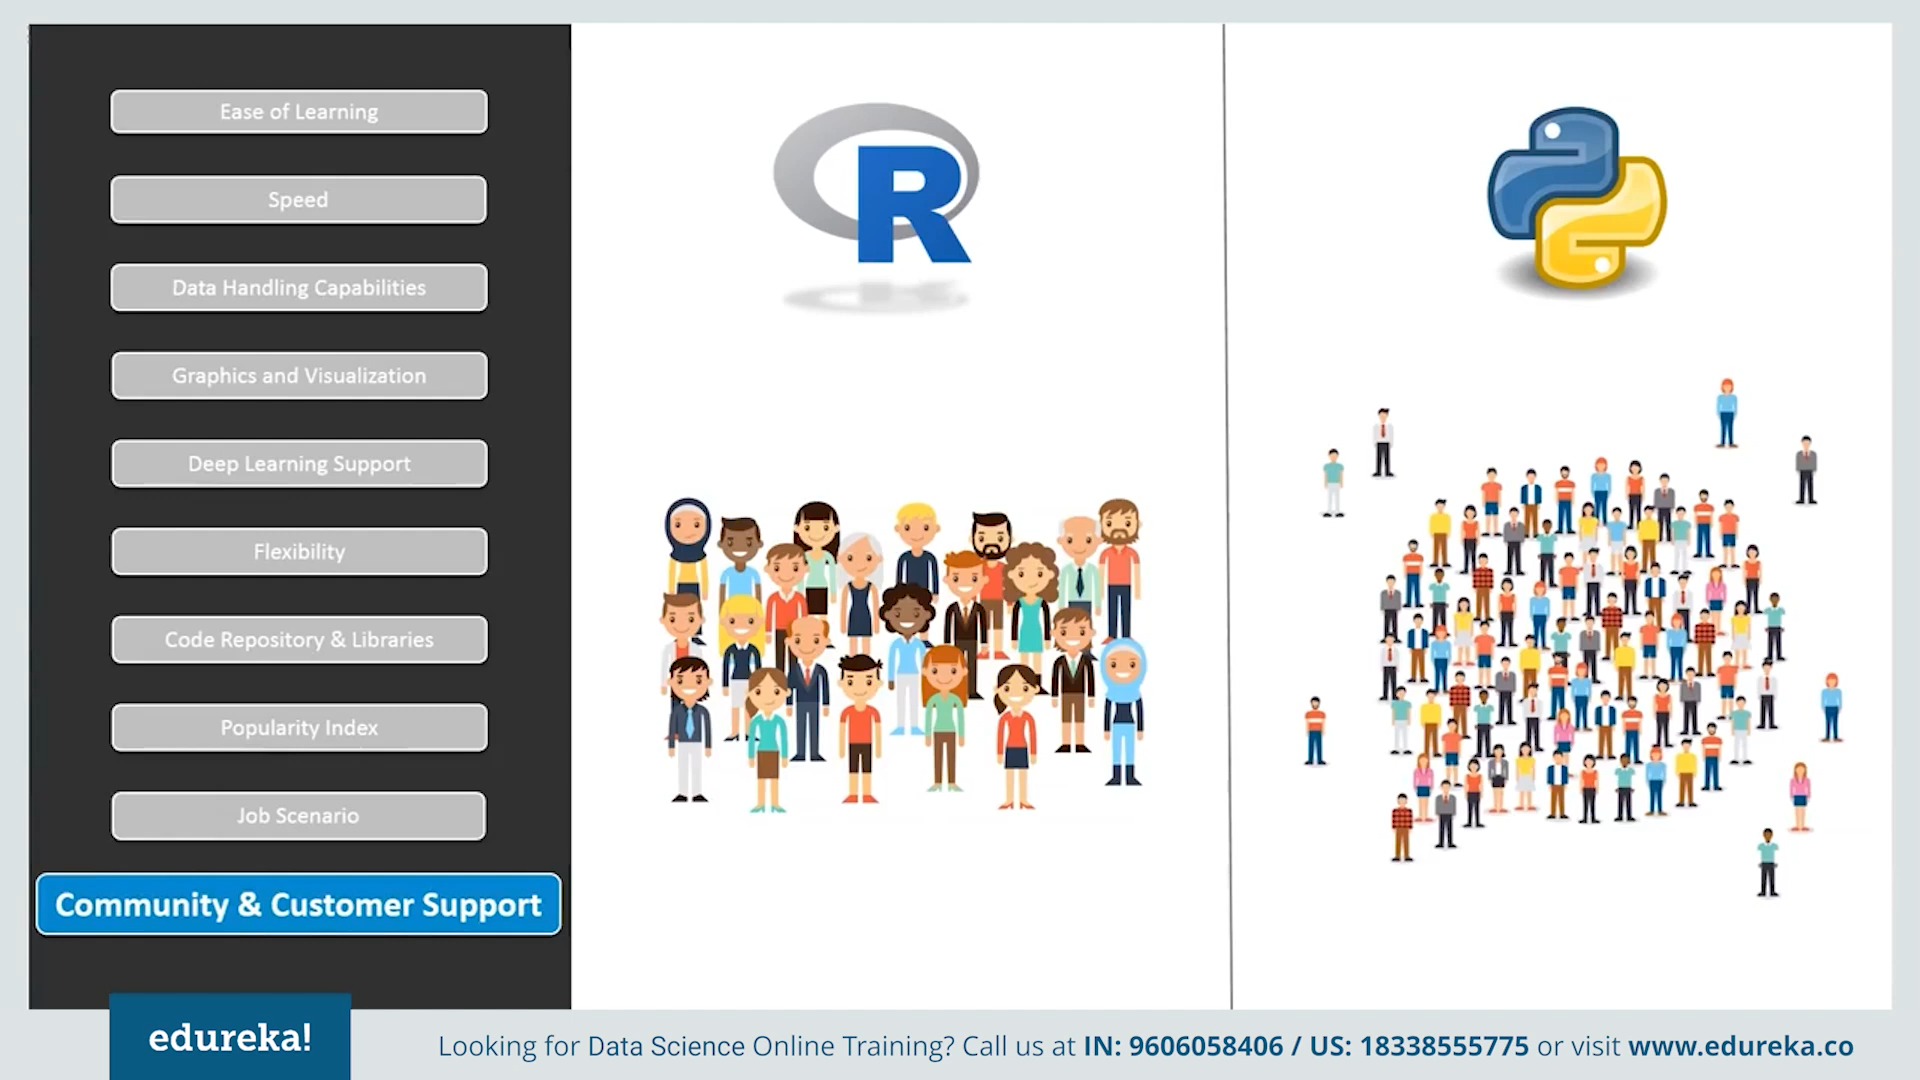 Ease of Learning
Speed
Data Handling Capabilities
Graphics and Visualization
Deep Learning Support
Flexibility
Code Repository & Libraries
Popularity Index
Job Scenario
Community & Customer Support
R
edureka!
Looking for Data Science Online Training? Call us at IN: 9606058406 / US: 18338555775 or visit www.edureka.co